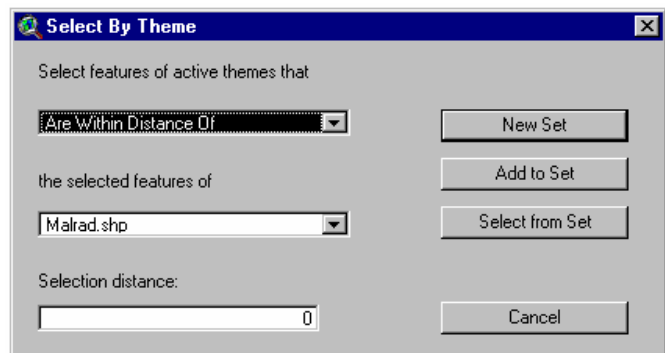 Select By Theme
Select features of active themes that
Are Within Distance Of
New Set
Add to Set
the selected features of
Malrad.shp
Select from Set
Selection distance:
0
Cancel